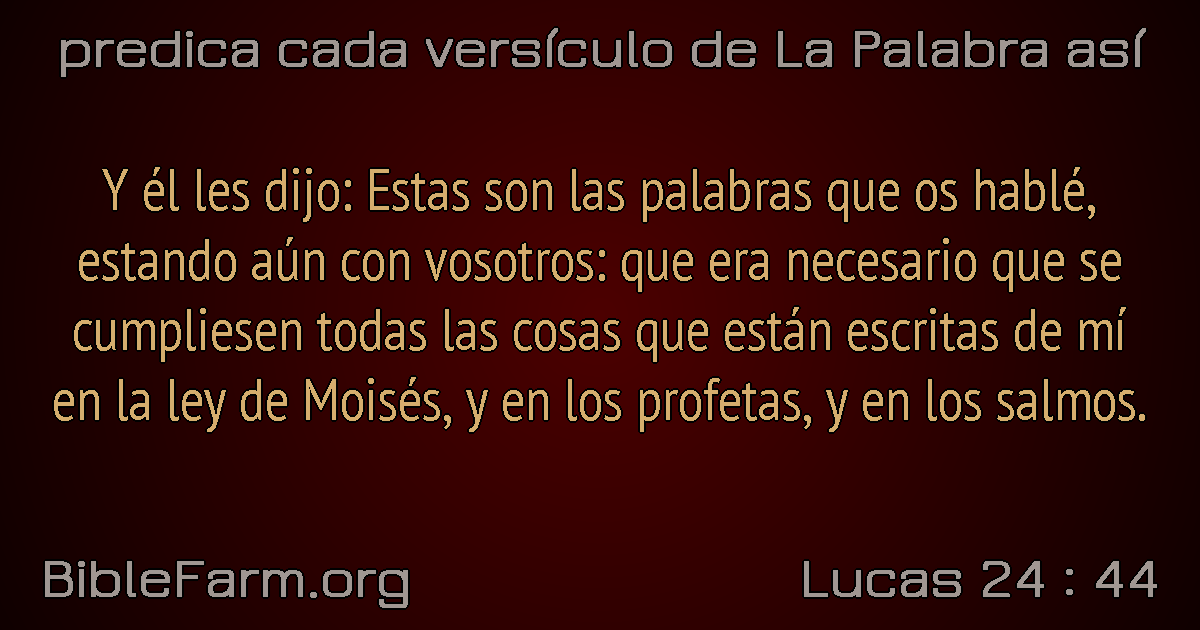 predica cada versículo de La Palabra así
Y él les dijo: Estas son las palabras que os hablé,
estando aún con vosotros: que era necesario que se
cumpliesen todas las cosas que están escritas de mí
en la ley de Moisés, y en los profetas, y en los salmos.
BibleFarm.org
Lucas 24 : 44